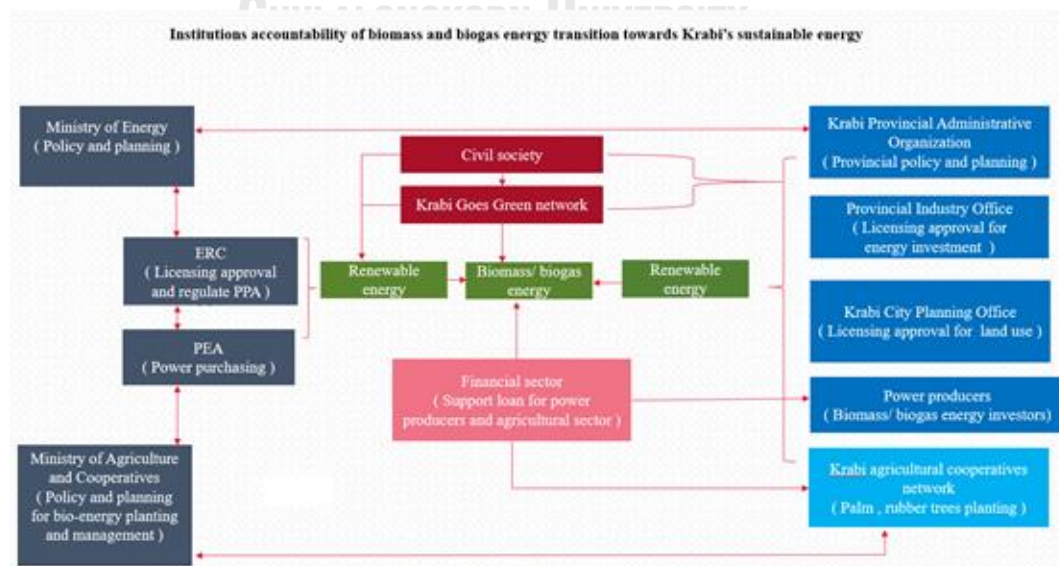 Institutions accountability of biomass and biogas energy transition towards Krabi's sustainable energy
Ministry of Energy
( Policy and planning )
Krabi Provincial Administrative
Organization
( Provincial policy and planning )
Civil society
Krabi Goes Green network
Provincial Industry Office
( Licensing approval for
energy investment )
ERC
( Licensing approval
and regulate PPA )
Renewable
energy
Biomass/ biogas
energy
Renewable
energy
Krabi City Planning Office
( Licensing approval for land use )
PEA
( Power purchasing )
Financial sector
( Support loan for power
producers and agricultural sector )
Power producers
( Biomass/ biogas energy investors)
Ministry of Agriculture
and Cooperatives
( Policy and planning
for bio-energy planting
and management )
Krabi agricultural cooperatives
network
( Palm , rubber trees planting )